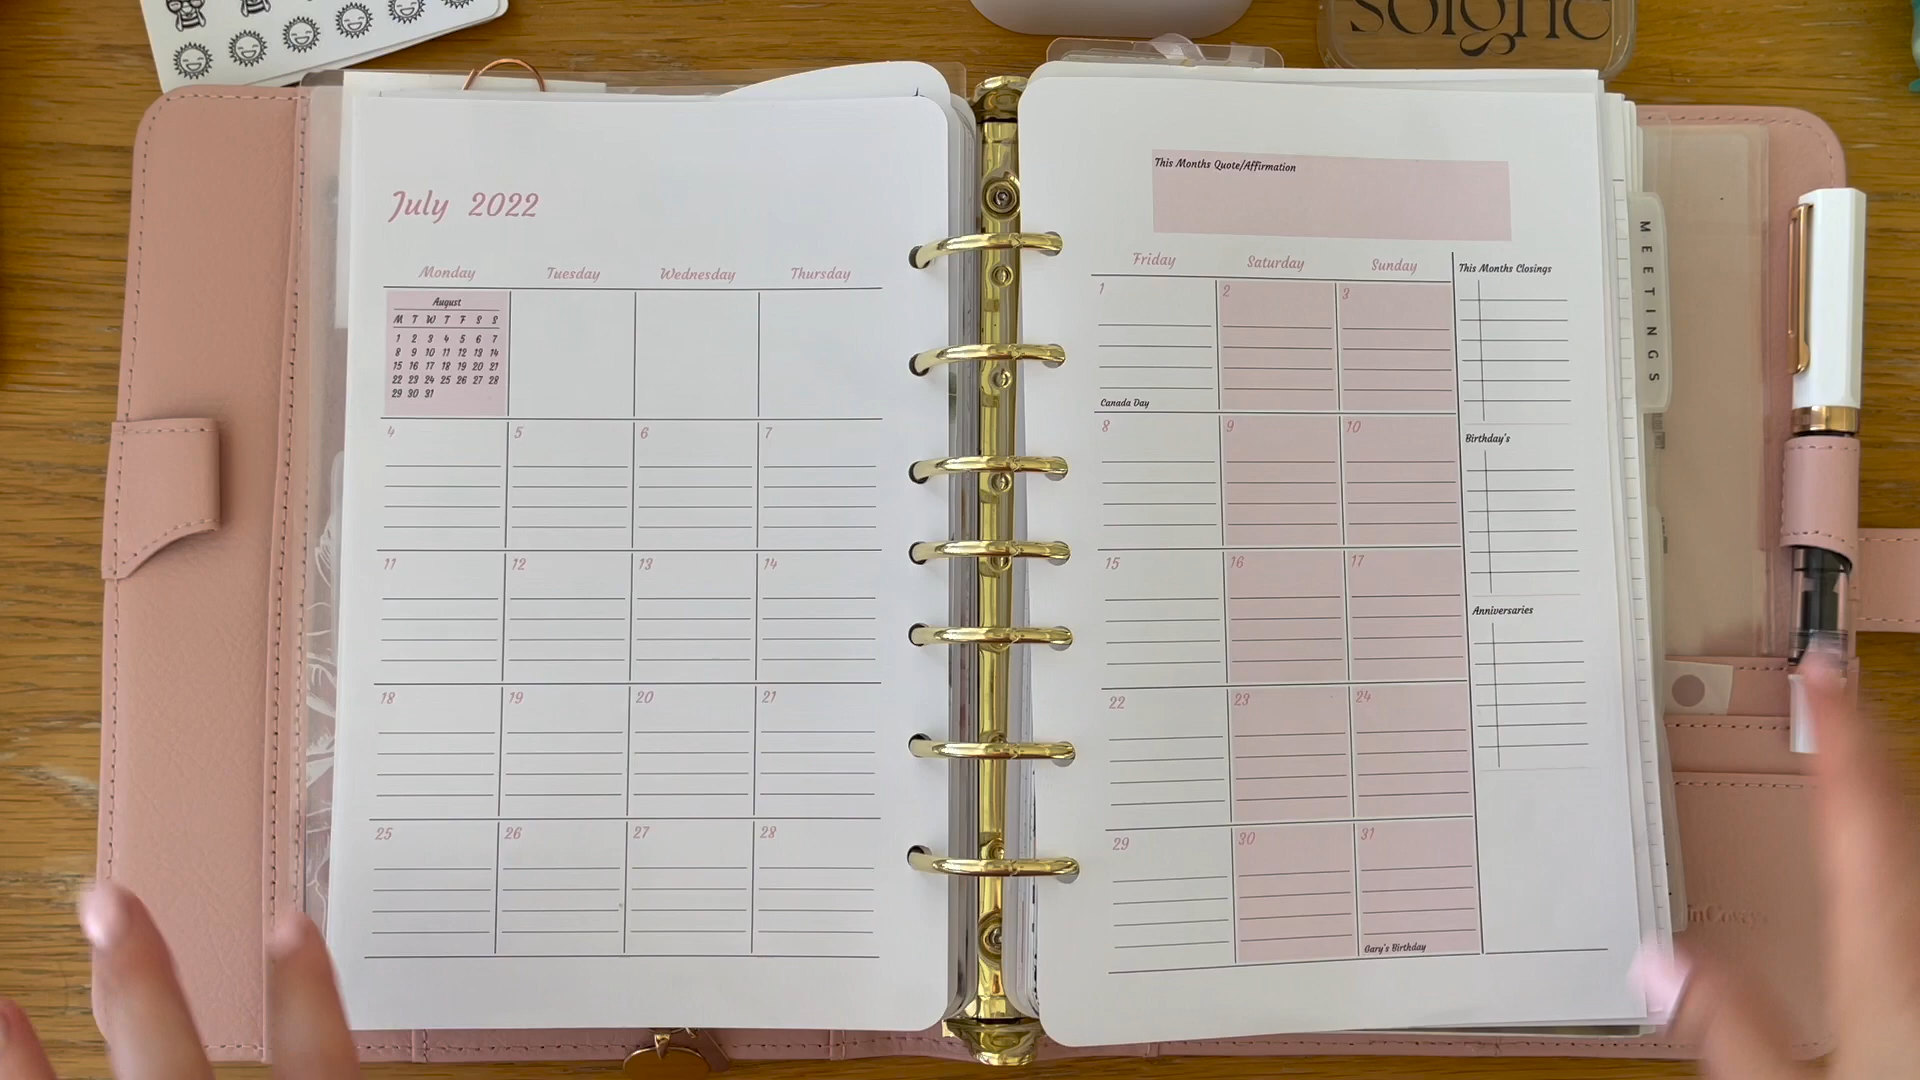 soigne
July 2022
Monday Tuesday Wednesday Thursday
August
M T W T F S S
1 2 3 4 5 6 7
8 9 10 11 12 13 14
15 16 17 18 19 20 21
22 23 24 25 26 27 28
29 30 31
4 5 6 7
11 12 13 14
18 19 20 21
25 26 27 28
This Months Quote/Affirmation
Friday Saturday Sunday
1 2 3
Canada Day
8 9 10
15 16 17
22 23 24
29 30 31
Gary's Birthday
This Months Closings
Birthday's
Anniversaries
MEETINGS